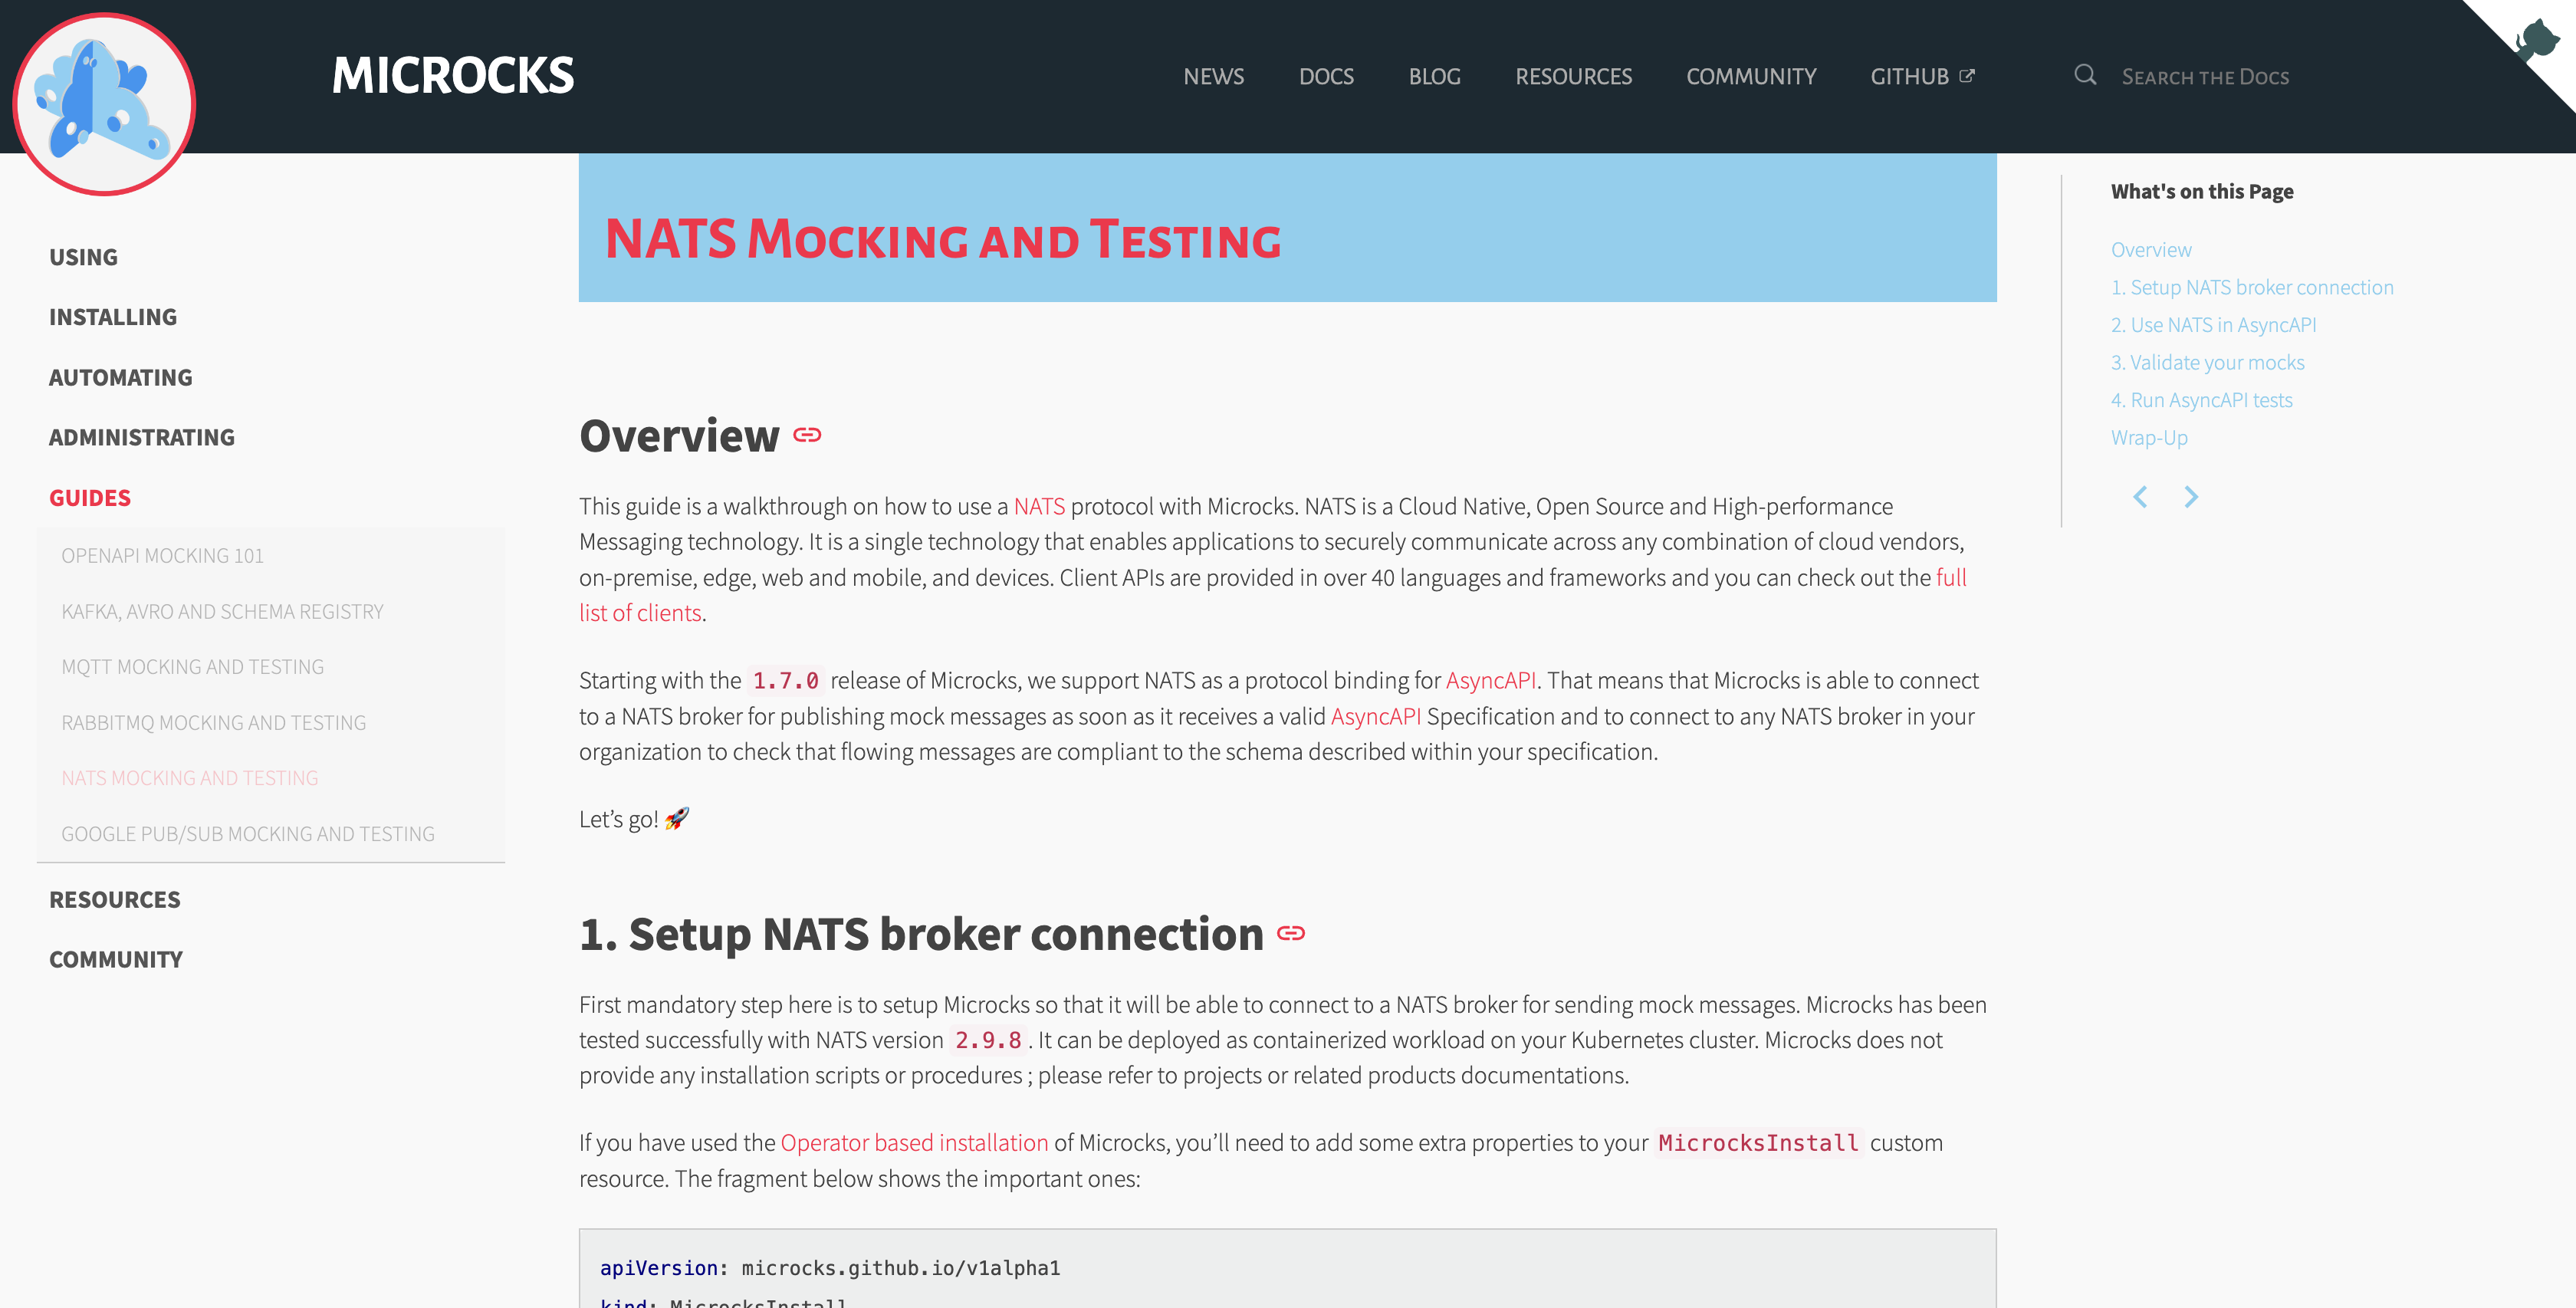 MICROCKS
NEWS
DOCS
BLOG
RESOURCES
COMMUNITY
GITHUB
Search the Docs
USING
INSTALLING
AUTOMATING
ADMINISTRATING
GUIDES
OPENAPI MOCKING 101
KAFKA, AVRO AND SCHEMA REGISTRY
MQTT MOCKING AND TESTING
RABBITMQ MOCKING AND TESTING
NATS MOCKING AND TESTING
GOOGLE PUB/SUB MOCKING AND TESTING
RESOURCES
COMMUNITY
NATS Mocking and Testing
Overview
This guide is a walkthrough on how to use a NATS protocol with Microcks. NATS is a Cloud Native, Open Source and High-performance
Messaging technology. It is a single technology that enables applications to securely communicate across any combination of cloud vendors,
on-premise, edge, web and mobile, and devices. Client APIs are provided in over 40 languages and frameworks and you can check out the full
list of clients.
Starting with the 1.7.0 release of Microcks, we support NATS as a protocol binding for AsyncAPI. That means that Microcks is able to connect
to a NATS broker for publishing mock messages as soon as it receives a valid AsyncAPI Specification and to connect to any NATS broker in your
organization to check that flowing messages are compliant to the schema described within your specification.
Let’s go! 🚀
1. Setup NATS broker connection
First mandatory step here is to setup Microcks so that it will be able to connect to a NATS broker for sending mock messages. Microcks has been
tested successfully with NATS version 2.9.8. It can be deployed as containerized workload on your Kubernetes cluster. Microcks does not
provide any installation scripts or procedures ; please refer to projects or related products documentations.
If you have used the Operator based installation of Microcks, you’ll need to add some extra properties to your MicrocksInstall custom
resource. The fragment below shows the important ones:
apiVersion: microcks.github.io/v1alpha1
kind: MicrocksInstall
What's on this Page
Overview
1. Setup NATS broker connection
2. Use NATS in AsyncAPI
3. Validate your mocks
4. Run AsyncAPI tests
Wrap-Up